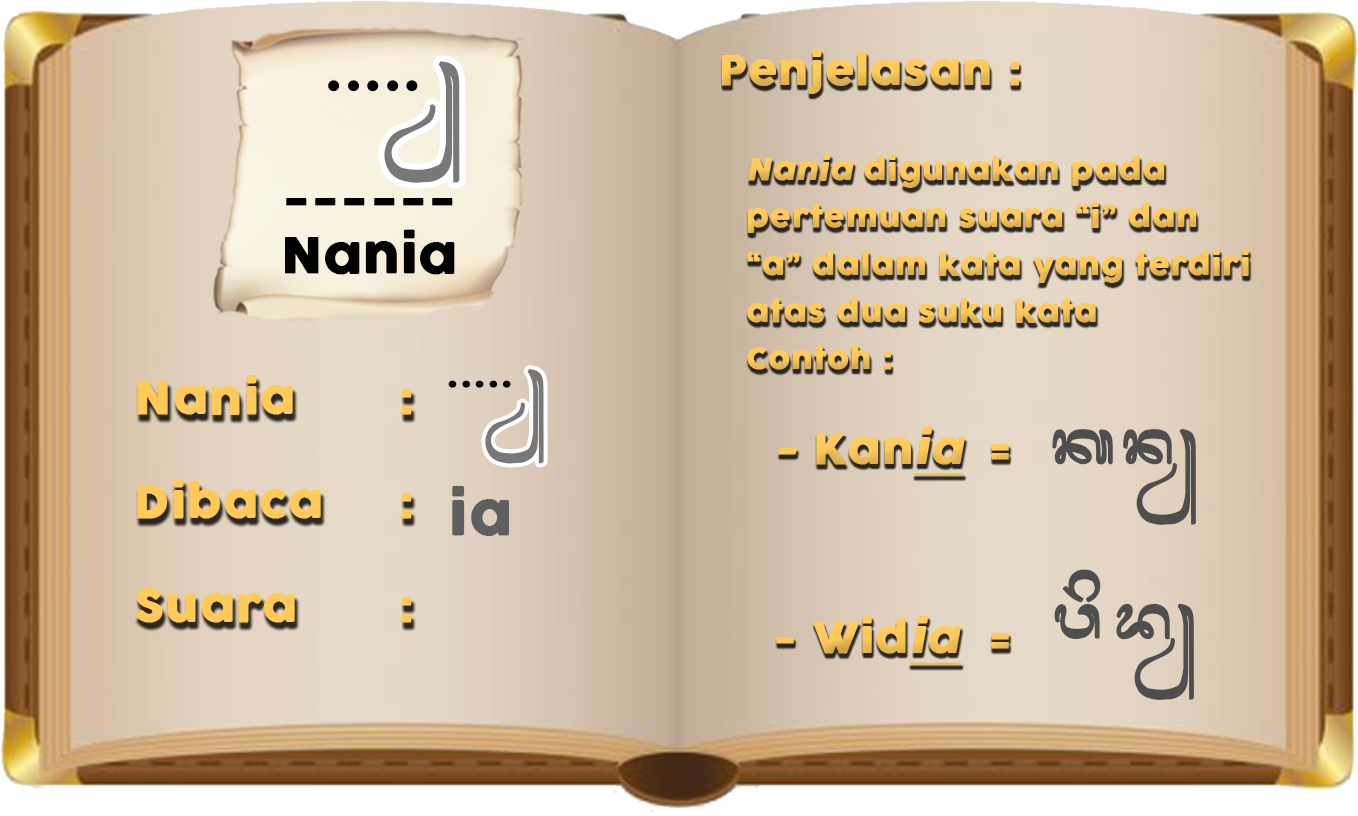 .....᭄ᬬ
------
Nania
Nania : .....᭄ᬬ
Dibaca : ia
Suara :
Penjelasan :
Nania digunakan pada
pertemuan suara “i” dan
“a” dalam kata yang terdiri
atas dua suku kata
Contoh :
- Kania = ᬓᬦ᭄ᬬ
- Widia = ᬯᬶᬤ᭄ᬬ